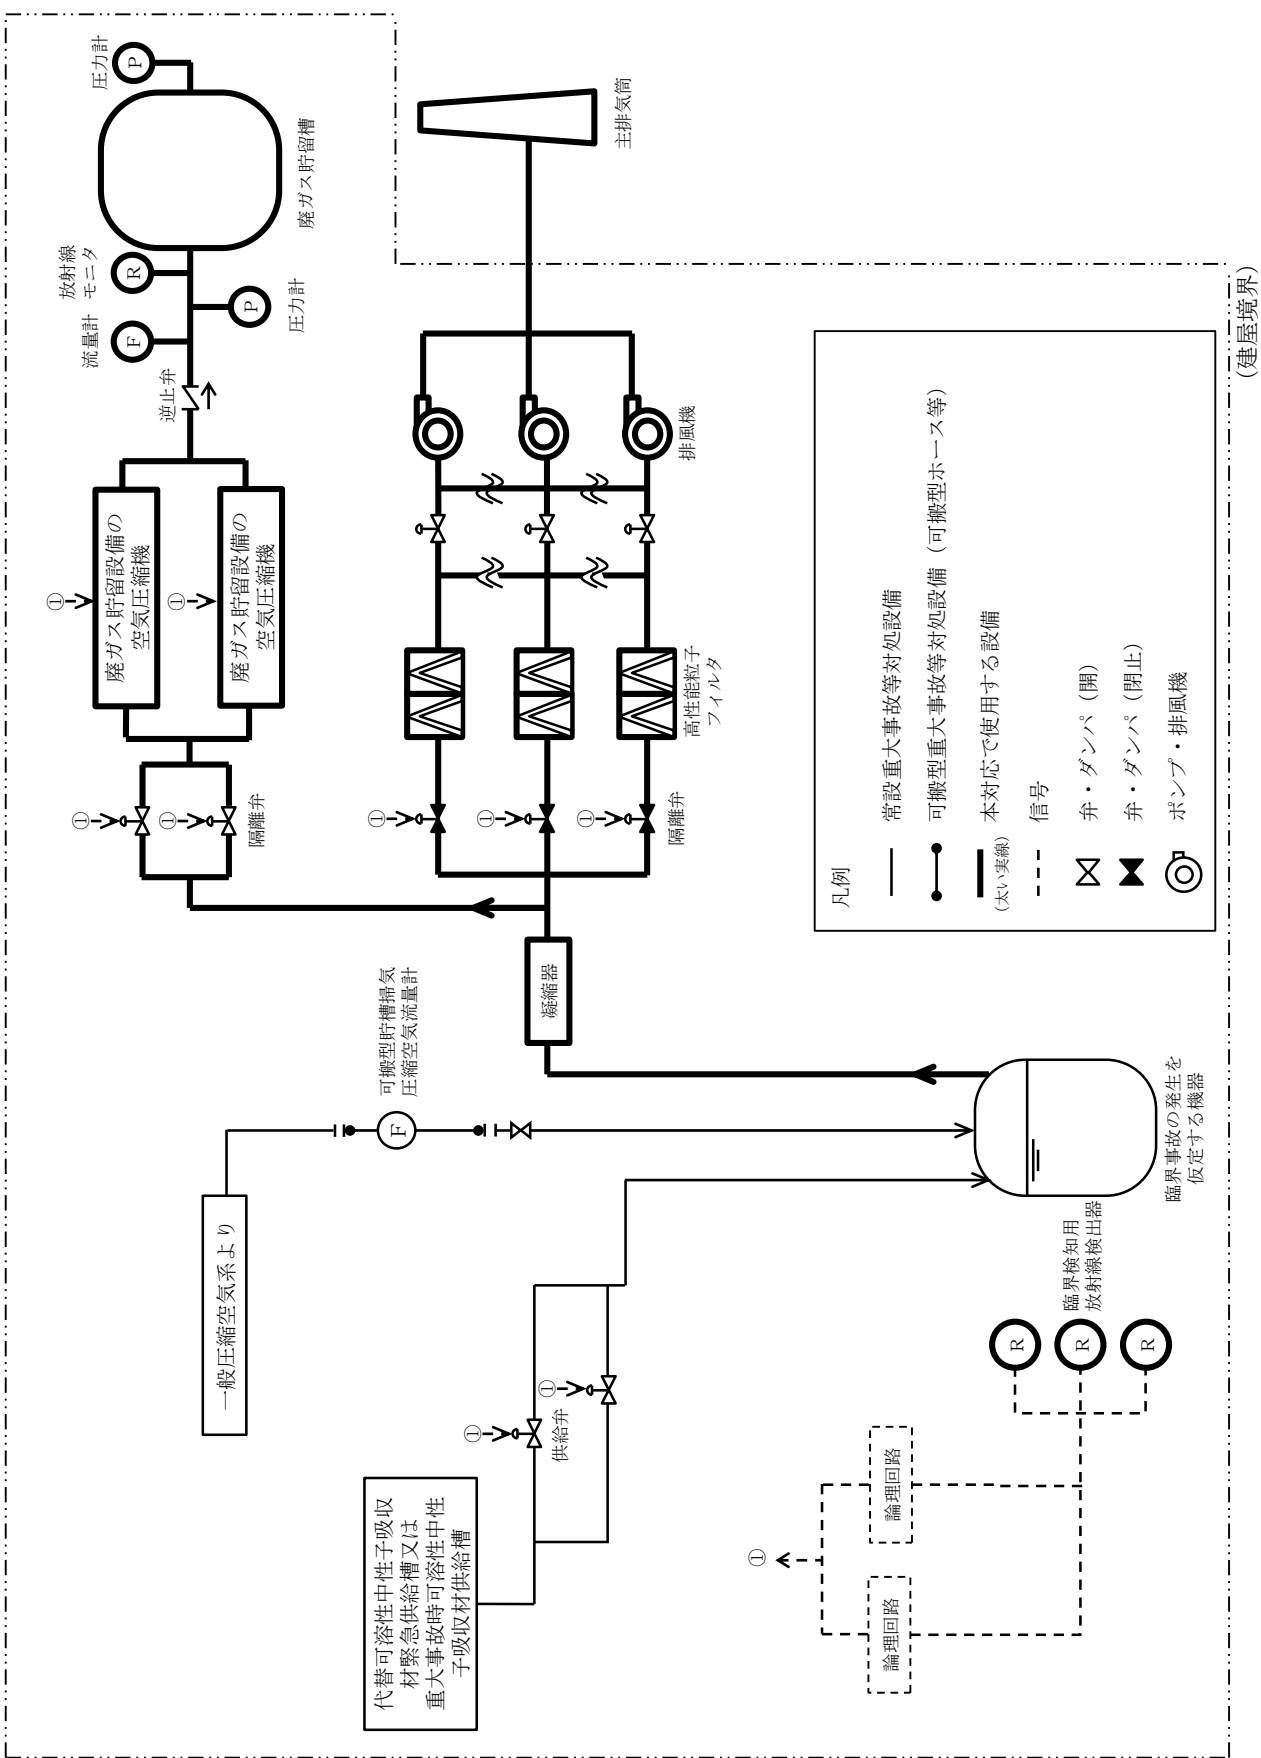 圧力計
P
廃ガス貯留槽
放射線
モニタ
R
流量計
F
P
圧力計
逆止弁
主排気筒
①
廃ガス貯留設備の
空気圧縮機
①
廃ガス貯留設備の
空気圧縮機
排風機
高性能粒子
フィルタ
①
①
隔離弁
①
①
①
隔離弁
凝縮器
可搬型貯槽掃気
圧縮空気流量計
F
一般圧縮空気系より
臨界事故の発生を
仮定する機器
①
①
供給弁
代替可溶性中性子吸収
材緊急供給槽又は
重大事故時可溶性中性
子吸収材供給槽
臨界検知用
放射線検出器
R
R
R
論理回路
論理回路
①
凡例
常設重大事故等対処設備
可搬型重大事故等対処設備（可搬型ホース等）
本対応で使用する設備
（太い実線）
信号
弁・ダンパ（開）
弁・ダンパ（閉止）
ポンプ・排風機
（建屋境界）